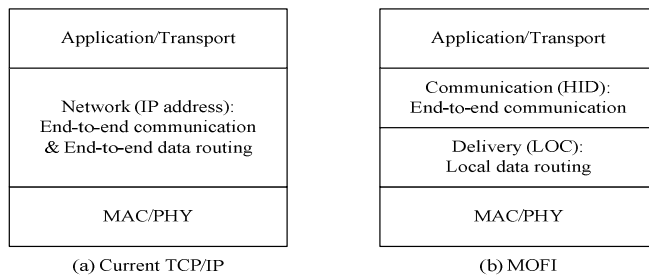 Application/Transport
Network (IP address):
End-to-end communication
& End-to-end data routing
MAC/PHY
(a) Current TCP/IP
Application/Transport
Communication (HID):
End-to-end communication
Delivery (LOC):
Local data routing
MAC/PHY
(b) MOFI